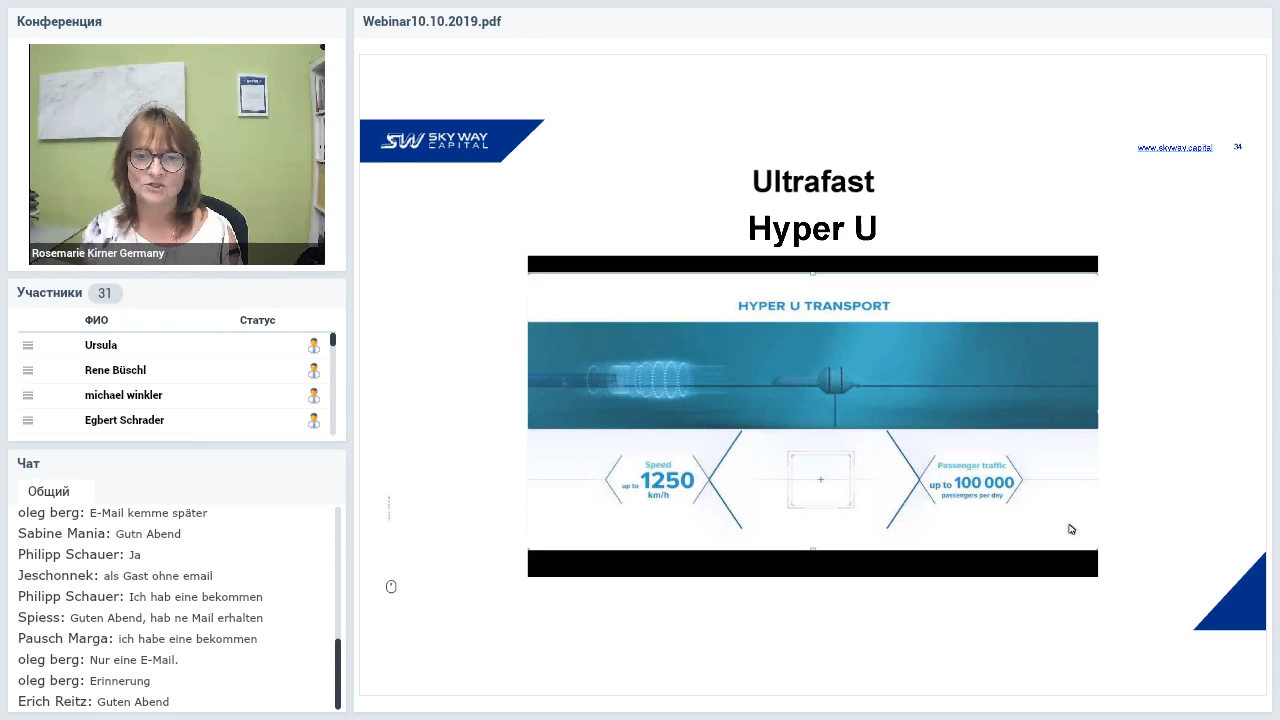 Конференция
Rosemarie Kirner Germany
Участники 31
ФИО Статус
Ursula
Rene Büschl
michael winkler
Egbert Schrader
Чат
Общий
oleg berg: E-Mail kemme später
Sabine Mania: Gutn Abend
Philipp Schauer: Ja
Jeschonnek: als Gast ohne email
Philipp Schauer: Ich hab eine bekommen
Spiess: Guten Abend, hab ne Mail erhalten
Pausch Marga: ich habe eine bekommen
oleg berg: Nur eine E-Mail.
oleg berg: Erinnerung
Erich Reitz: Guten Abend
Webinar10.10.2019.pdf
SW SKY WAY
CAPITAL
www.skyway.capital 34
Ultrafast
Hyper U
HYPER U TRANSPORT
Speed
up to 1250
km/h
Passenger traffic
up to 100 000
passengers per day